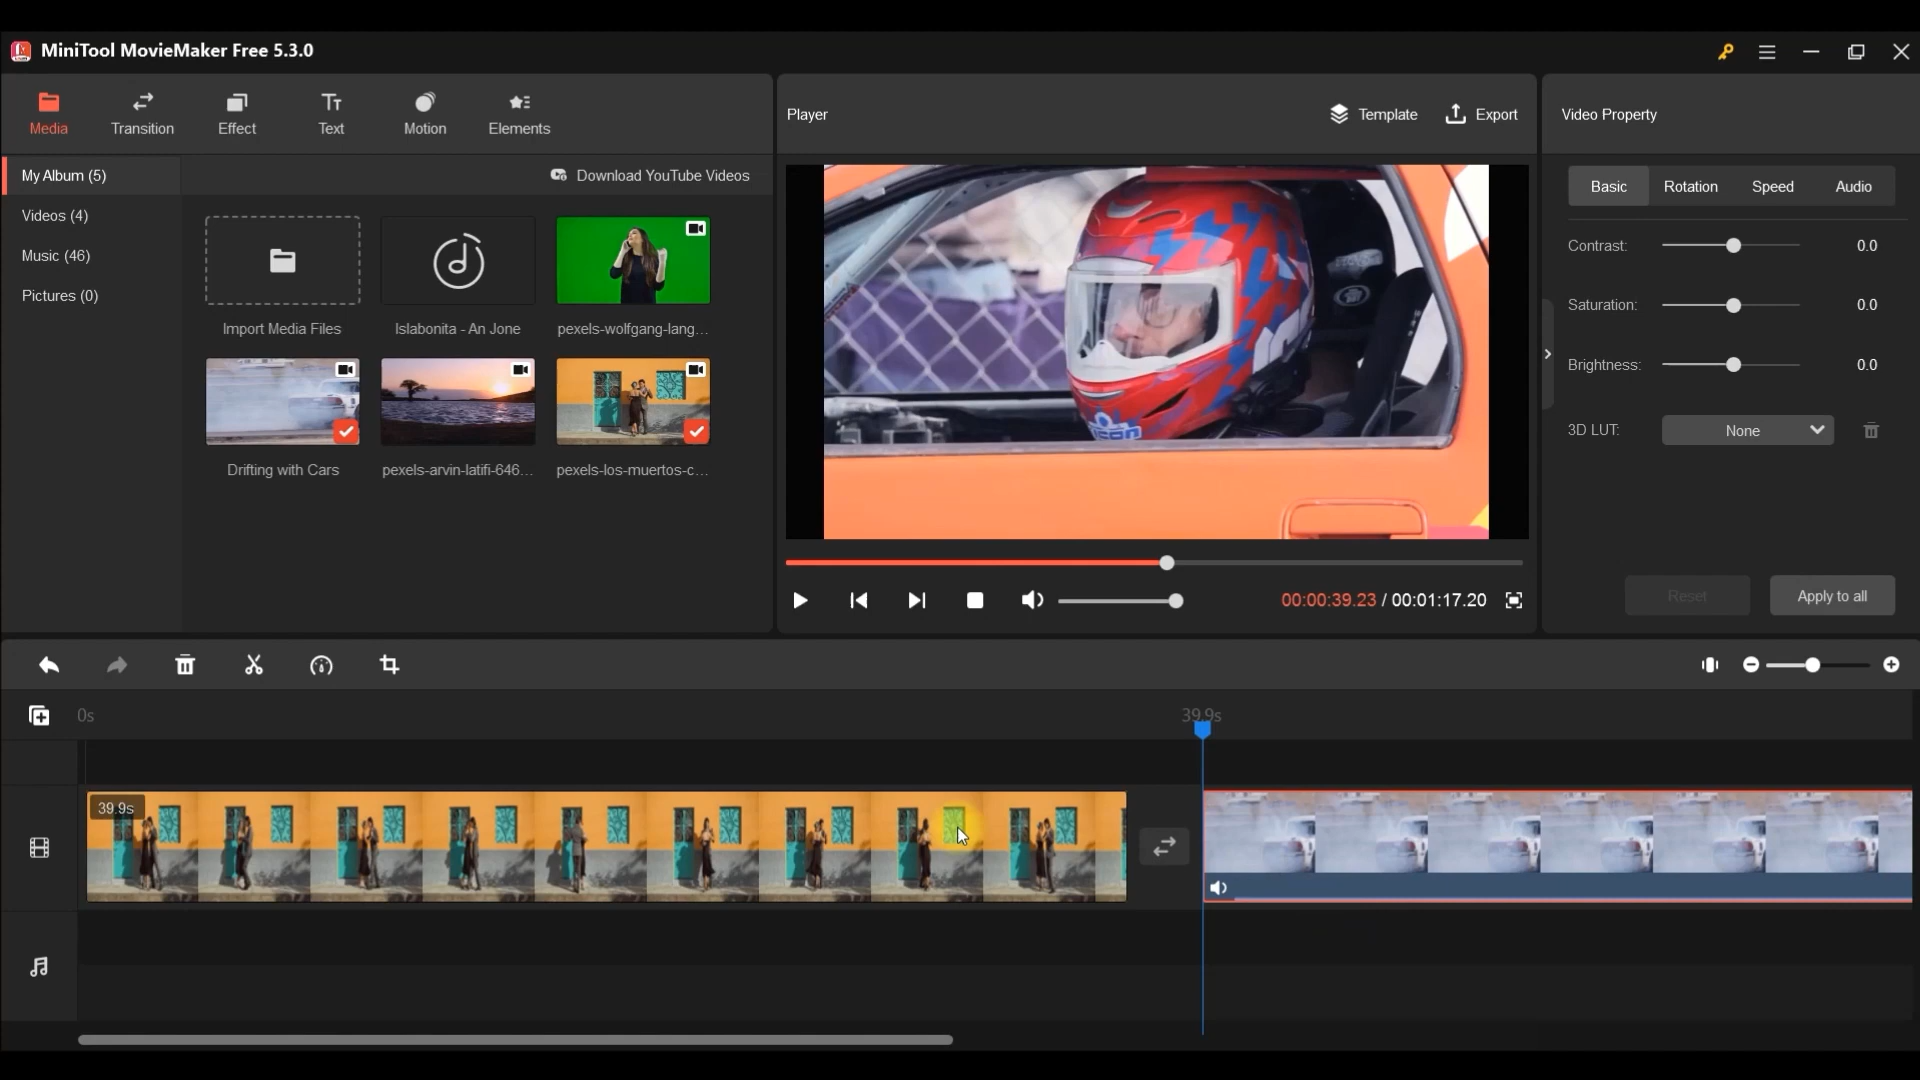 MiniTool MovieMaker Free 5.3.0
Media
Transition
Effect
Text
Motion
Elements
Player
Template
Export
Video Property
My Album (5)
Videos (4)
Music (46)
Pictures (0)
Download YouTube Videos
Import Media Files
Islabonita - An Jone
pexels-wolfgang-lang...
Drifting with Cars
pexels-arvin-latifi-646...
pexels-los-muertos-c...
00:00:39.23 / 00:01:17.20
Basic
Rotation
Speed
Audio
Contrast:
0.0
Saturation:
0.0
Brightness:
0.0
3D LUT:
None
Reset
Apply to all
0s
39.9s
39.9s